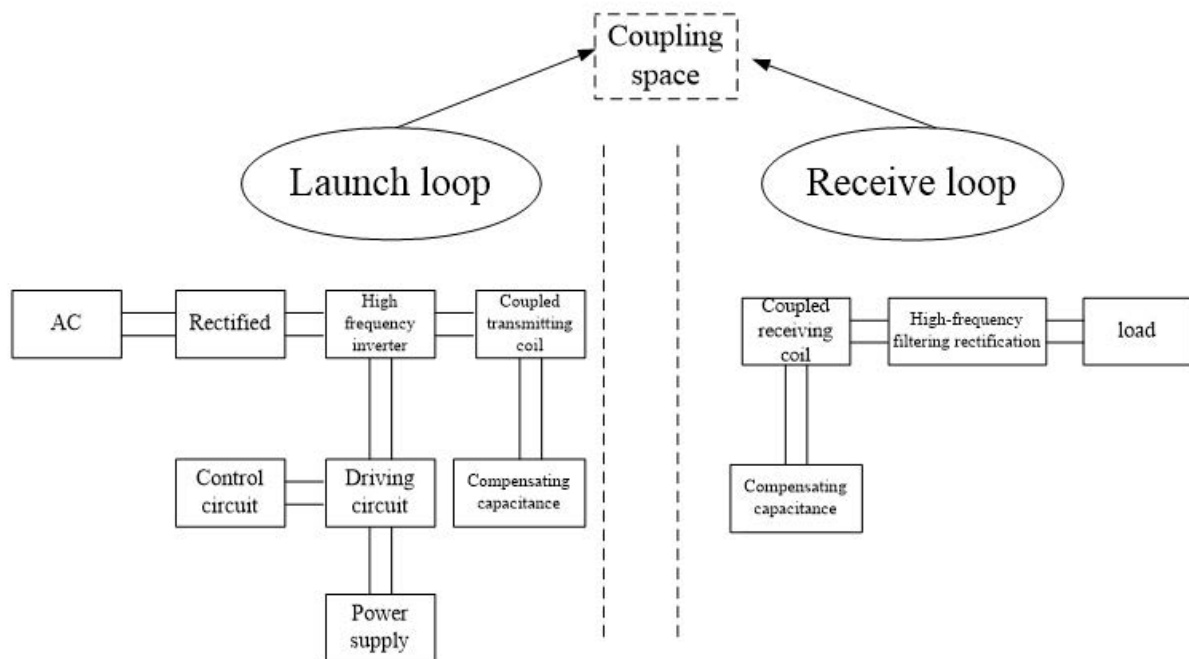 Coupling
space
Launch loop
Receive loop
AC
Rectified
High
frequency
inverter
Coupled
transmitting
coil
Coupled
receiving
coil
High-frequency
filtering rectification
load
Control
circuit
Driving
circuit
Compensating
capacitance
Compensating
capacitance
Power
supply